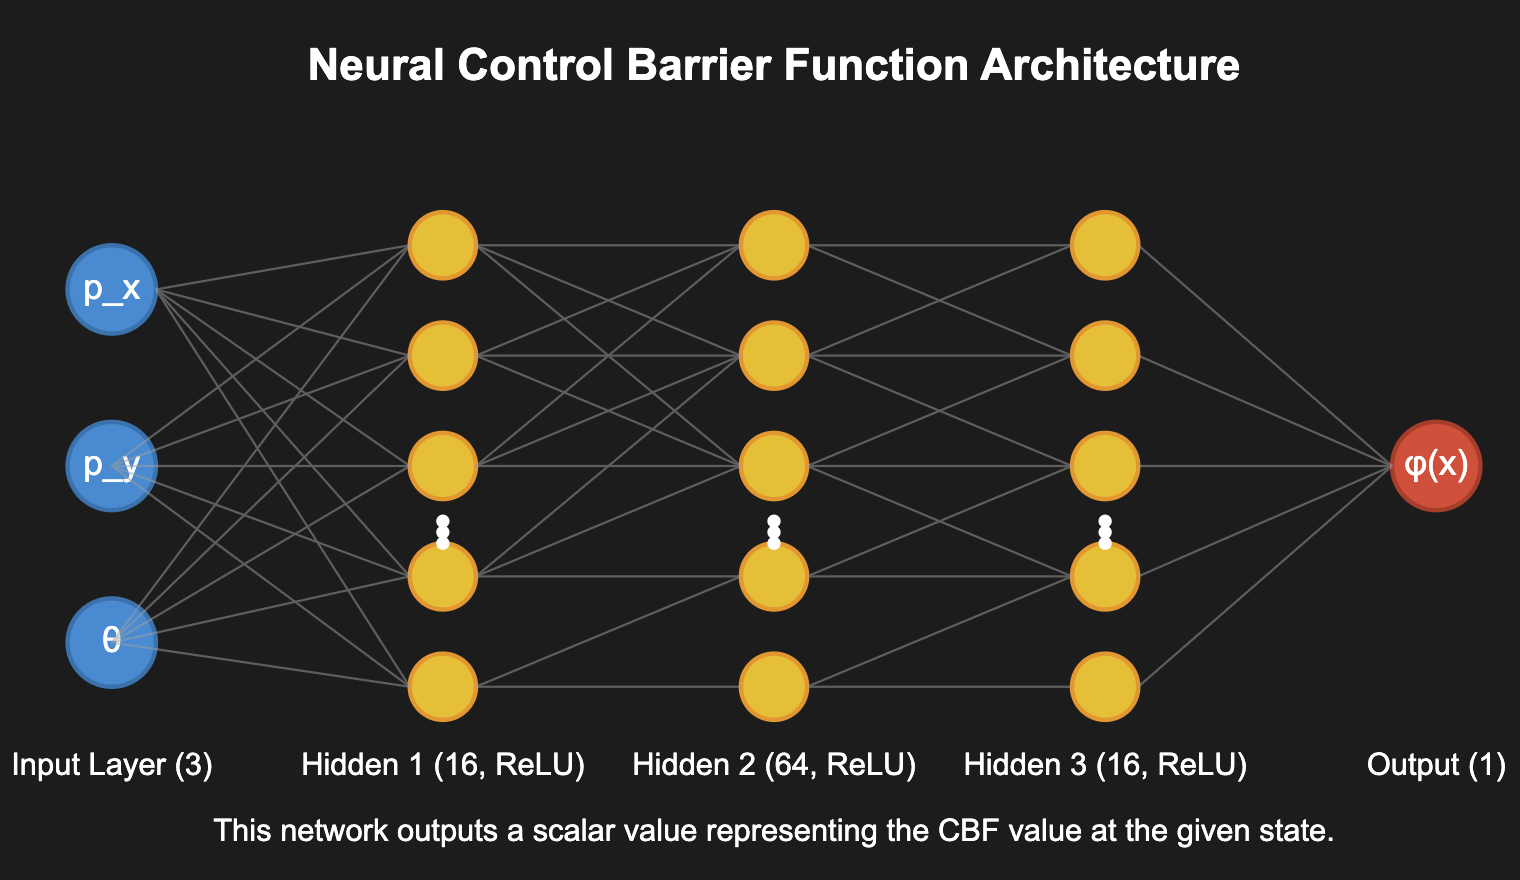 Neural Control Barrier Function Architecture
p_x
p_y
θ
φ(x)
Input Layer (3)
Hidden 1 (16, ReLU)
Hidden 2 (64, ReLU)
Hidden 3 (16, ReLU)
Output (1)
This network outputs a scalar value representing the CBF value at the given state.